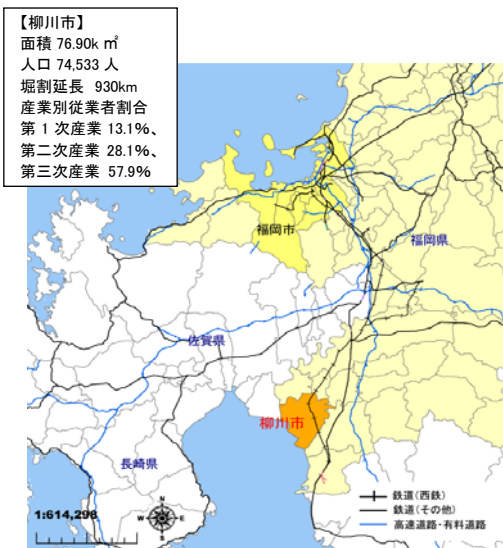 【柳川市】
面積 76.90k㎡
人口 74,533 人
堀割延長 930km
産業別従業者割合
第 1 次産業 13.1%、
第二次産業 28.1%、
第三次産業 57.9%
福岡市
福岡県
佐賀県
柳川市
長崎県
1:614,298
N
W E
S
鉄道(西鉄)
鉄道(その他)
高速道路・有料道路